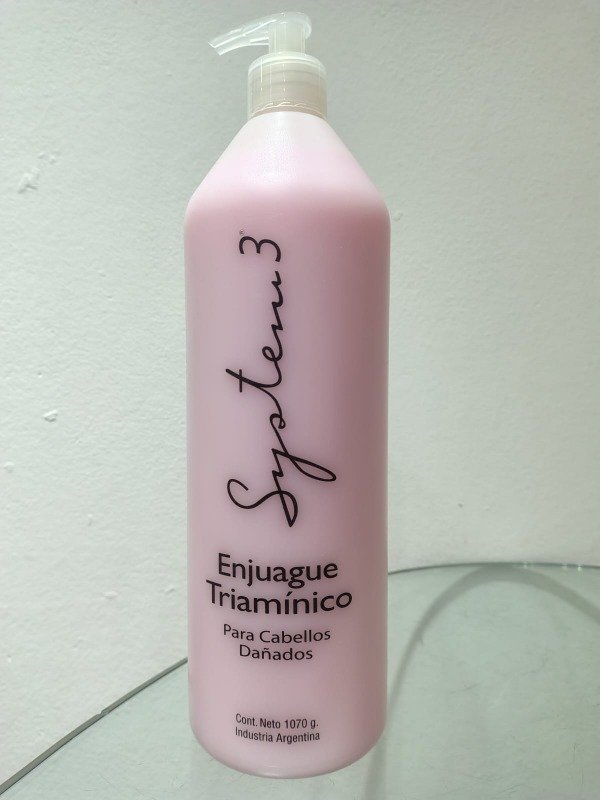 System 3®
Enjuague
Triamínico
Para Cabellos
Dañados
Cont. Neto 1070 g.
Industria Argentina